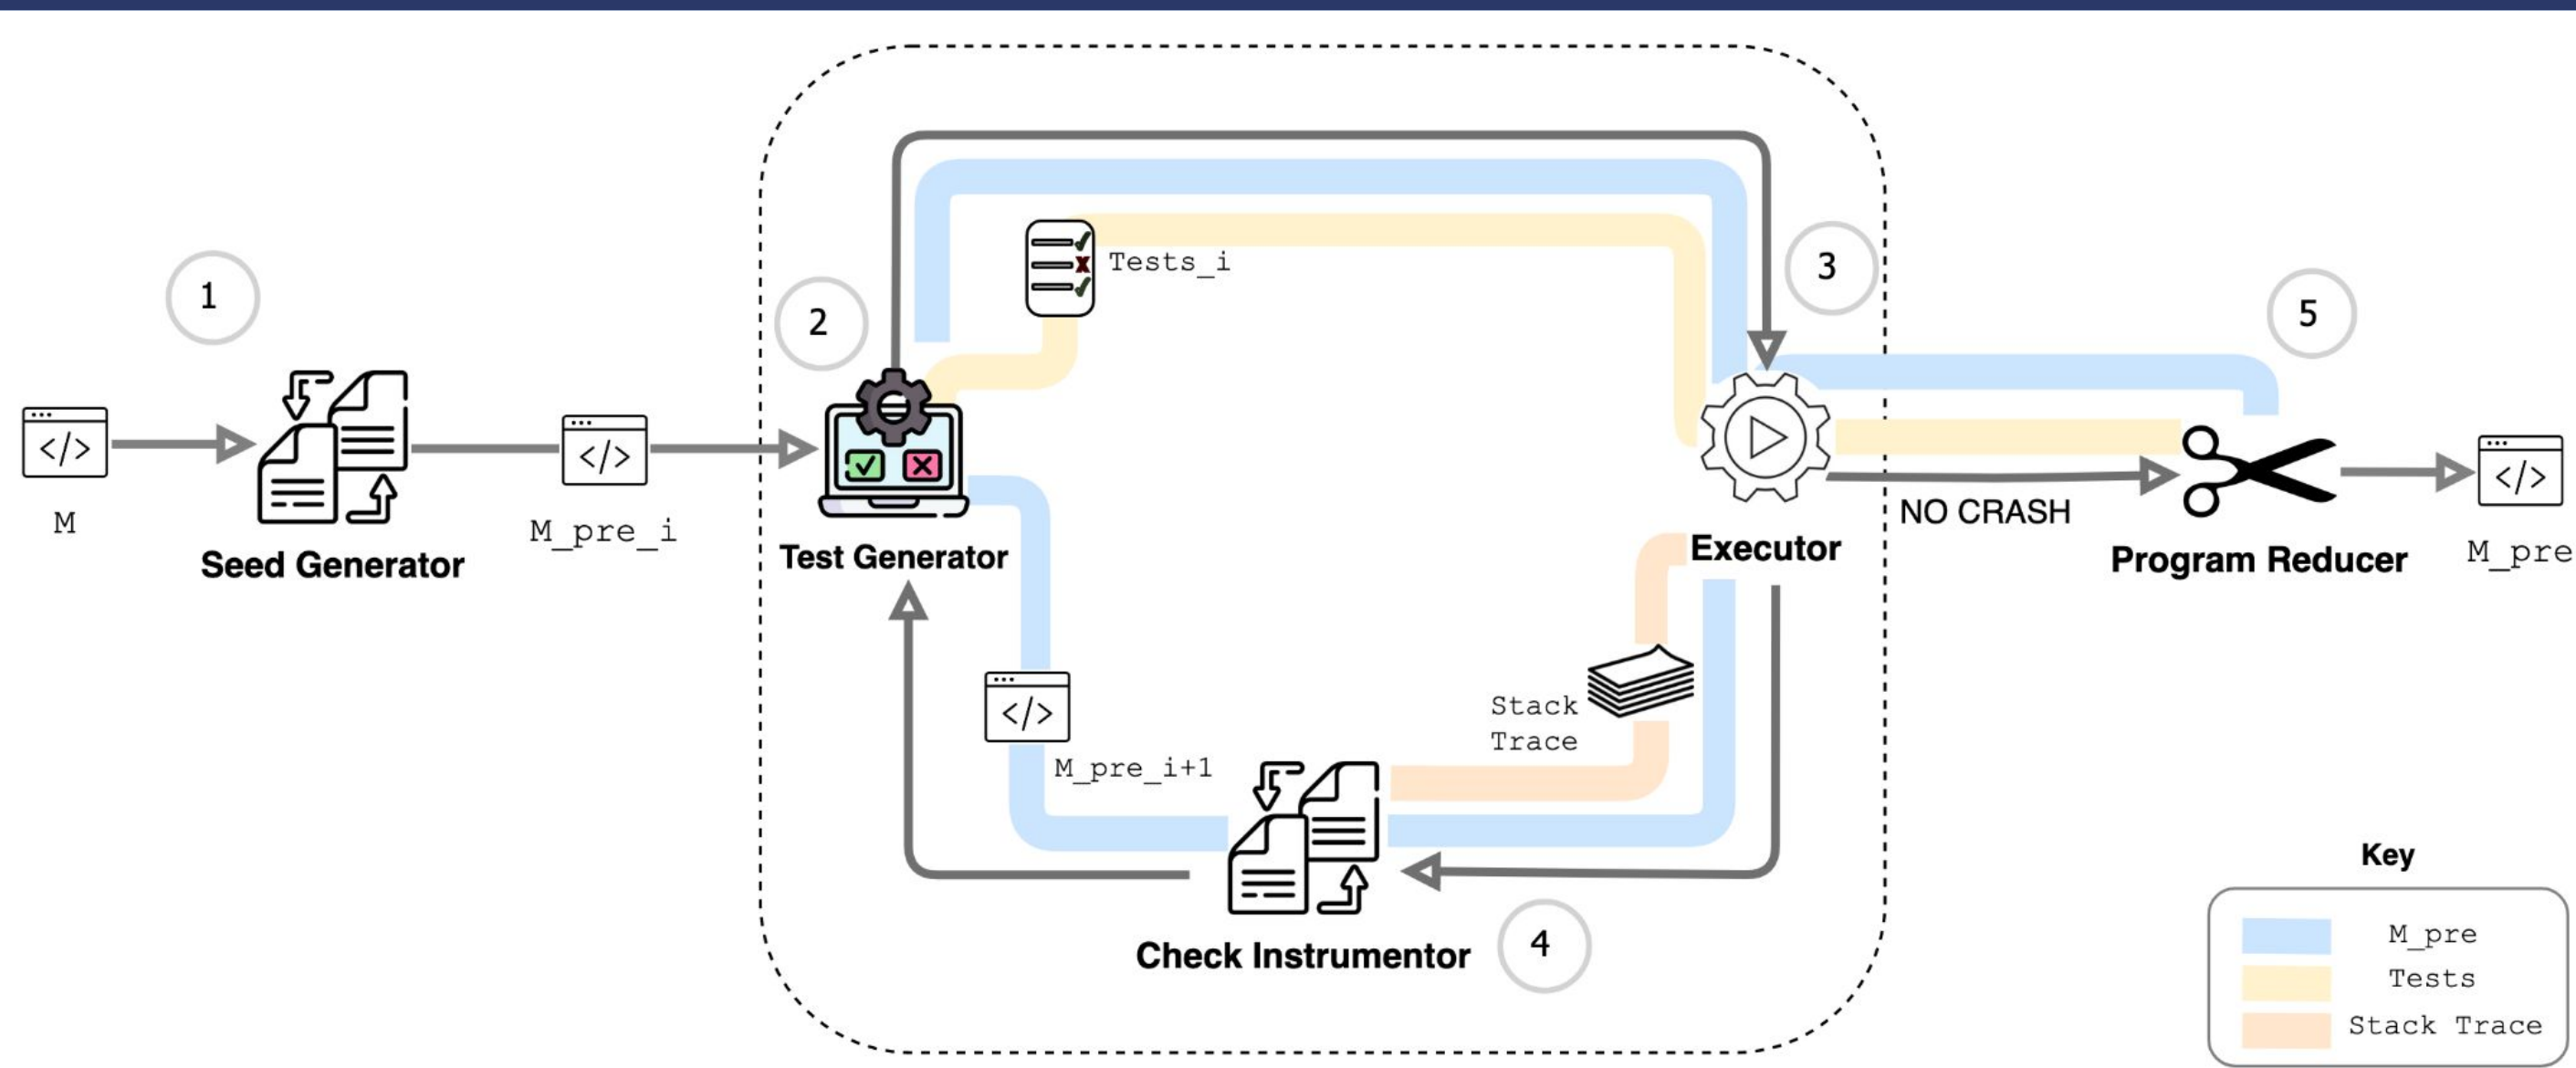 1
2
3
4
5
M
Seed Generator
M_pre_i
</>
</>
Test Generator
Tests_i
Executor
NO CRASH
Stack
Trace
Check Instrumentor
M_pre_i+1
</>
Program Reducer
</>
M_pre
Key
M_pre
Tests
Stack Trace